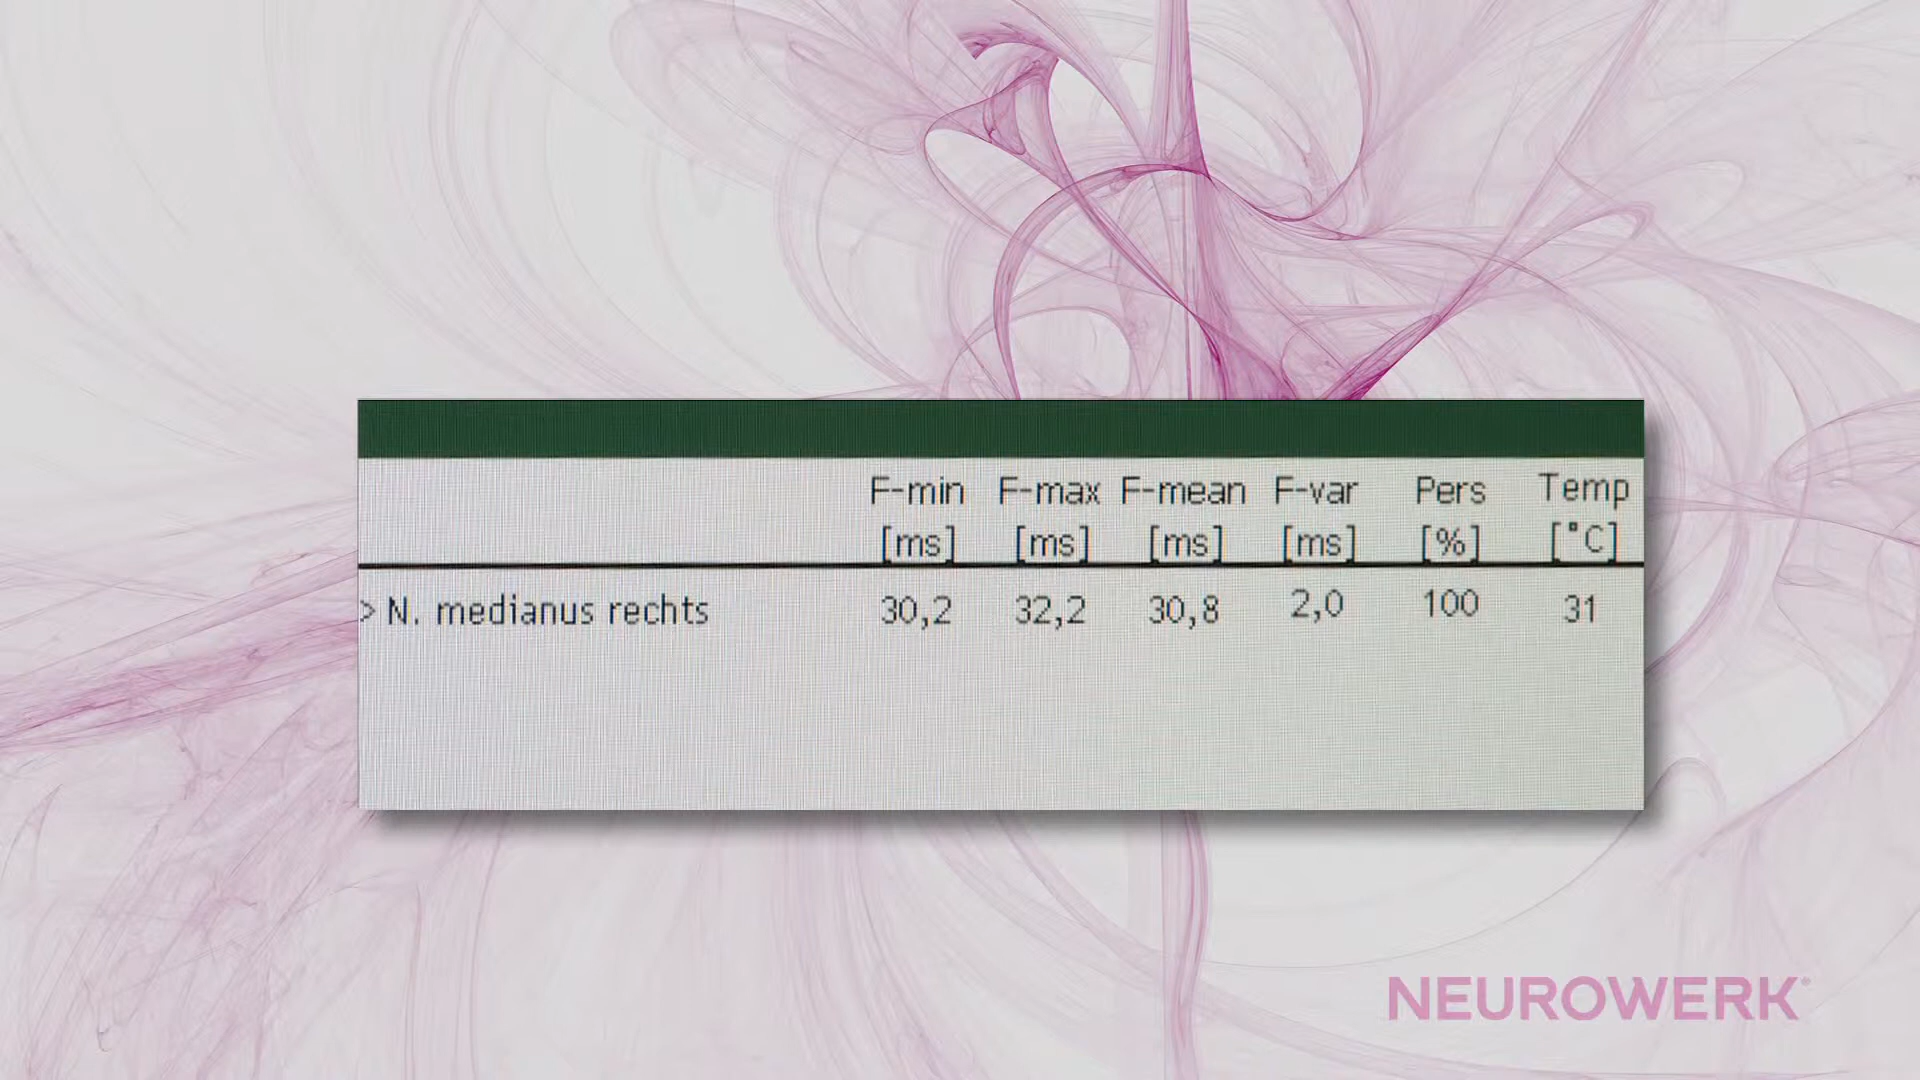 F-min F-max F-mean F-var Pers Temp
[ms] [ms] [ms] [ms] [%] [°C]
> N. medianus rechts 30,2 32,2 30,8 2,0 100 31
NEUROWERK®